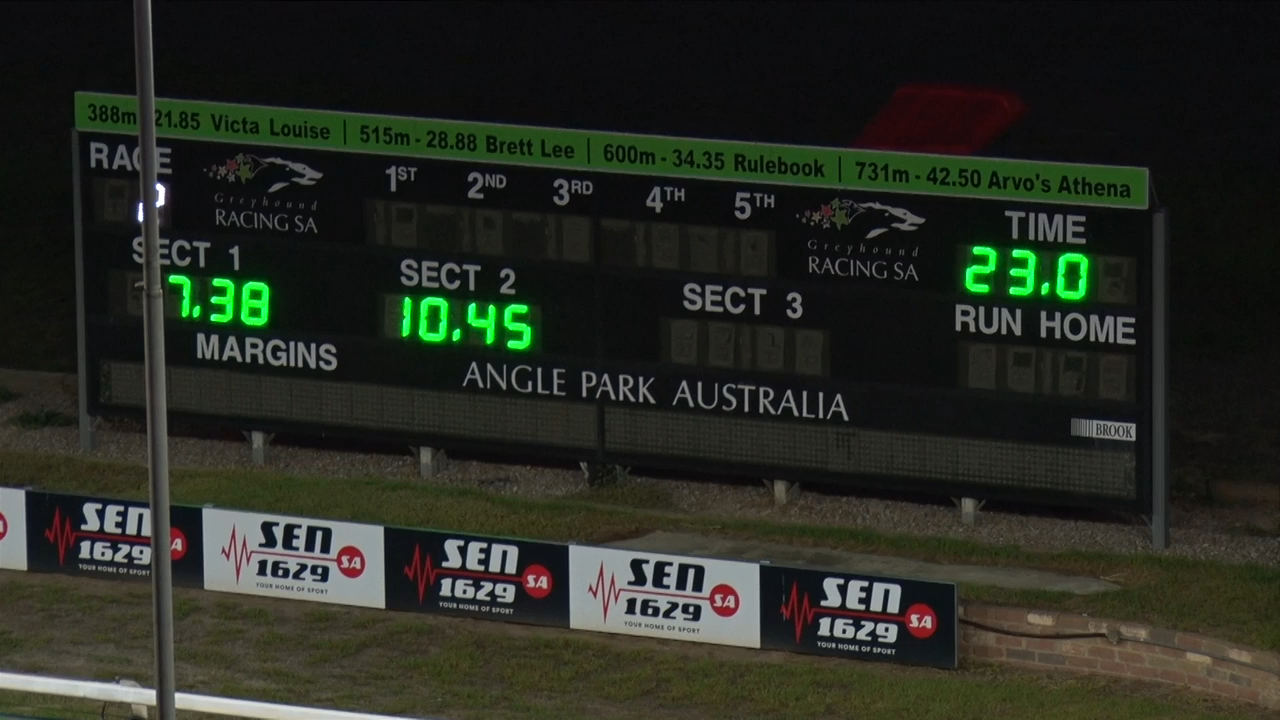 388m 21.85 Victa Louise | 515m - 28.88 Brett Lee | 600m - 34.35 Rulebook | 731m - 42.50 Arvo's Athena
RACE
Greyhound
RACING SA
1ST 2ND 3RD 4TH 5TH
Greyhound
RACING SA
TIME
23.0
SECT 1
7.38
SECT 2
10.45
SECT 3
RUN HOME
MARGINS
ANGLE PARK AUSTRALIA
BROOK
SEN
1629
SA
SEN
1629
SA
YOUR HOME OF SPORT
SEN
1629
SA
YOUR HOME OF SPORT
SEN
1629
SA
YOUR HOME OF SPORT
SEN
1629
SA
YOUR HOME OF SPORT